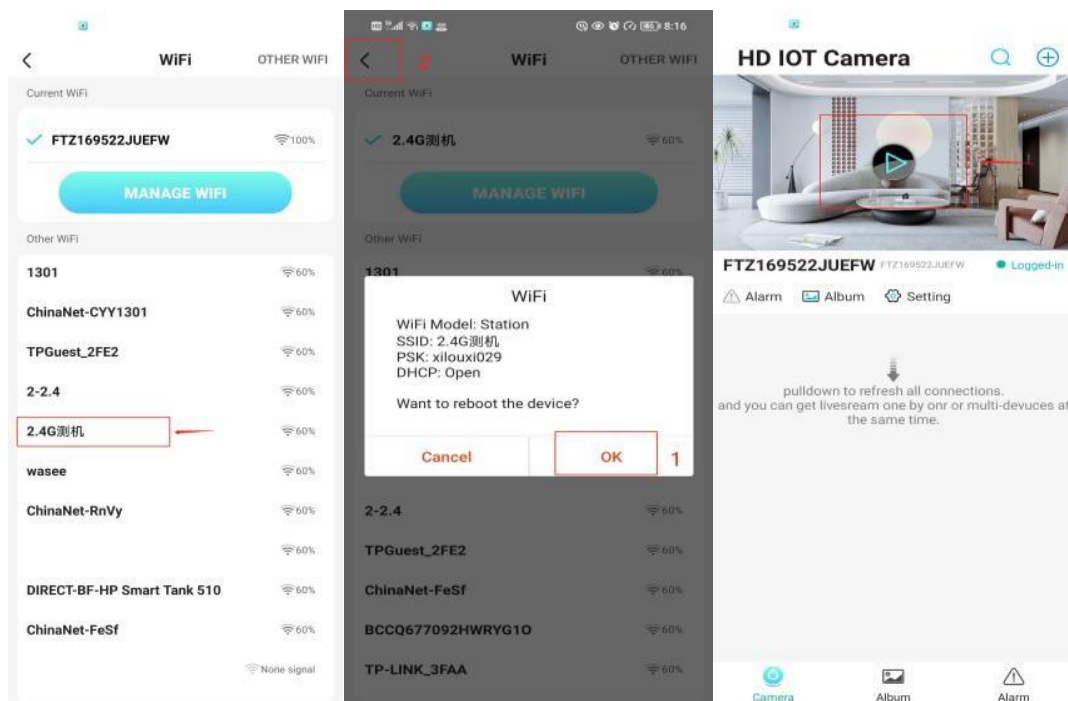 WiFi
OTHER WIFI
Current WiFi
FTZ169522JUEFW
100%
MANAGE WIFI
Other WiFi
1301
60%
ChinaNet-CYY1301
60%
TPGuest_2FE2
60%
2-2.4
60%
2.4G测机
60%
wasee
60%
ChinaNet-RnVy
60%
60%
DIRECT-BF-HP Smart Tank 510
60%
ChinaNet-FeSf
60%
None signal
8:16
2
WiFi
OTHER WIFI
Current WiFi
2.4G测机
60%
MANAGE WIFI
Other WiFi
1301
60%
WiFi
WiFi Model: Station
SSID: 2.4G测机
PSK: xilouxi029
DHCP: Open
Want to reboot the device?
Cancel
OK
1
2-2.4
60%
TPGuest_2FE2
60%
ChinaNet-FeSf
60%
BCCQ677092HWRYG1O
60%
TP-LINK_3FAA
60%
HD IOT Camera
FTZ169522JUEFW
FTZ169522JUEFW
Logged-in
Alarm
Album
Setting
pulldown to refresh all connections.
and you can get livesream one by onr or multi-devuces at
the same time.
Camera
Album
Alarm